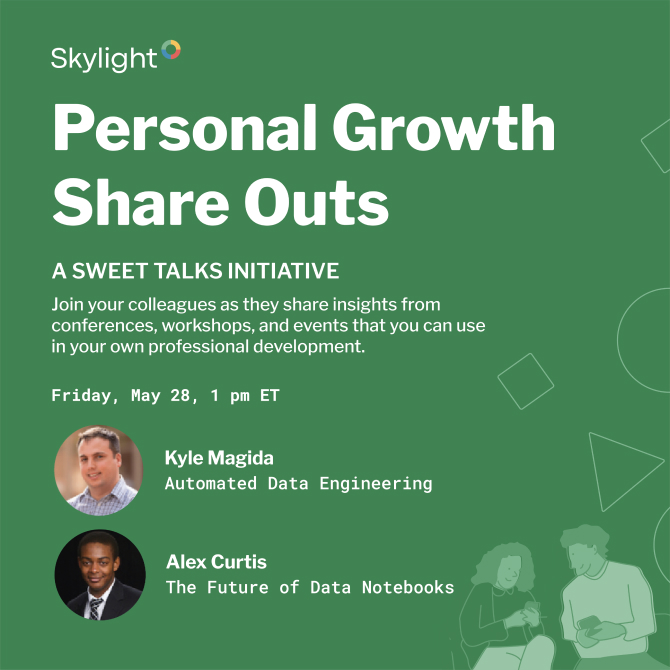 Skylight
Personal Growth
Share Outs
A SWEET TALKS INITIATIVE
Join your colleagues as they share insights from
conferences, workshops, and events that you can use
in your own professional development.
Friday, May 28, 1 pm ET
Kyle Magida
Automated Data Engineering
Alex Curtis
The Future of Data Notebooks